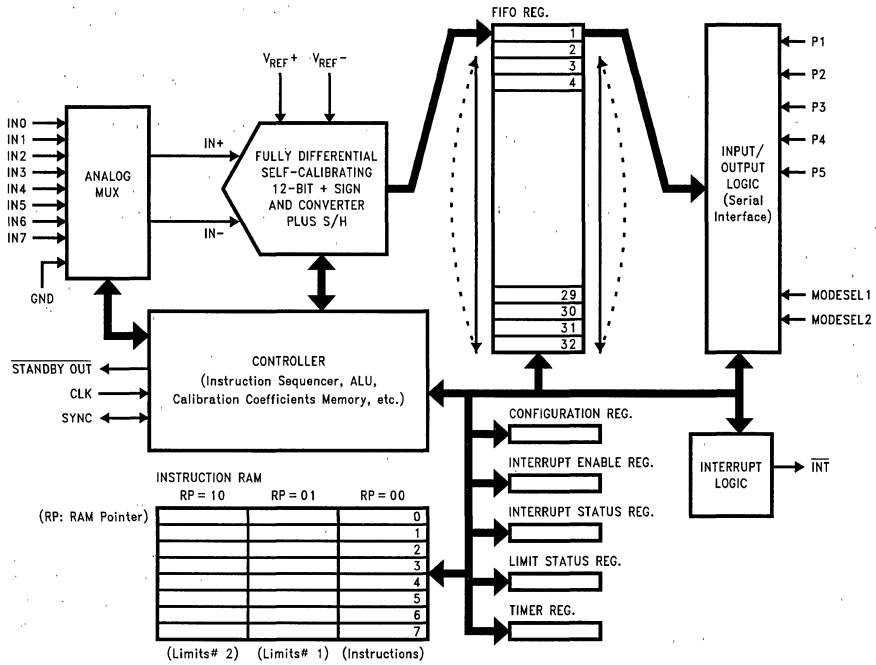 FIFO REG.
1
2
3
4
29
30
31
32
VREF+ VREF-
IN0
IN1
IN2
IN3
IN4
IN5
IN6
IN7
GND
ANALOG
MUX
IN+
IN-
FULLY DIFFERENTIAL
SELF-CALIBRATING
12-BIT + SIGN
AND CONVERTER
PLUS S/H
INPUT/
OUTPUT
LOGIC
(Serial
Interface)
P1
P2
P3
P4
P5
MODESEL1
MODESEL2
STANDBY OUT
CLK
SYNC
CONTROLLER
(Instruction Sequencer, ALU,
Calibration Coefficients Memory, etc.)
CONFIGURATION REG.
INTERRUPT ENABLE REG.
INTERRUPT STATUS REG.
LIMIT STATUS REG.
TIMER REG.
INTERRUPT
LOGIC
INT
INSTRUCTION RAM
RP = 10 RP = 01 RP = 00
(RP: RAM Pointer)
0
1
2
3
4
5
6
7
(Limits# 2) (Limits# 1) (Instructions)